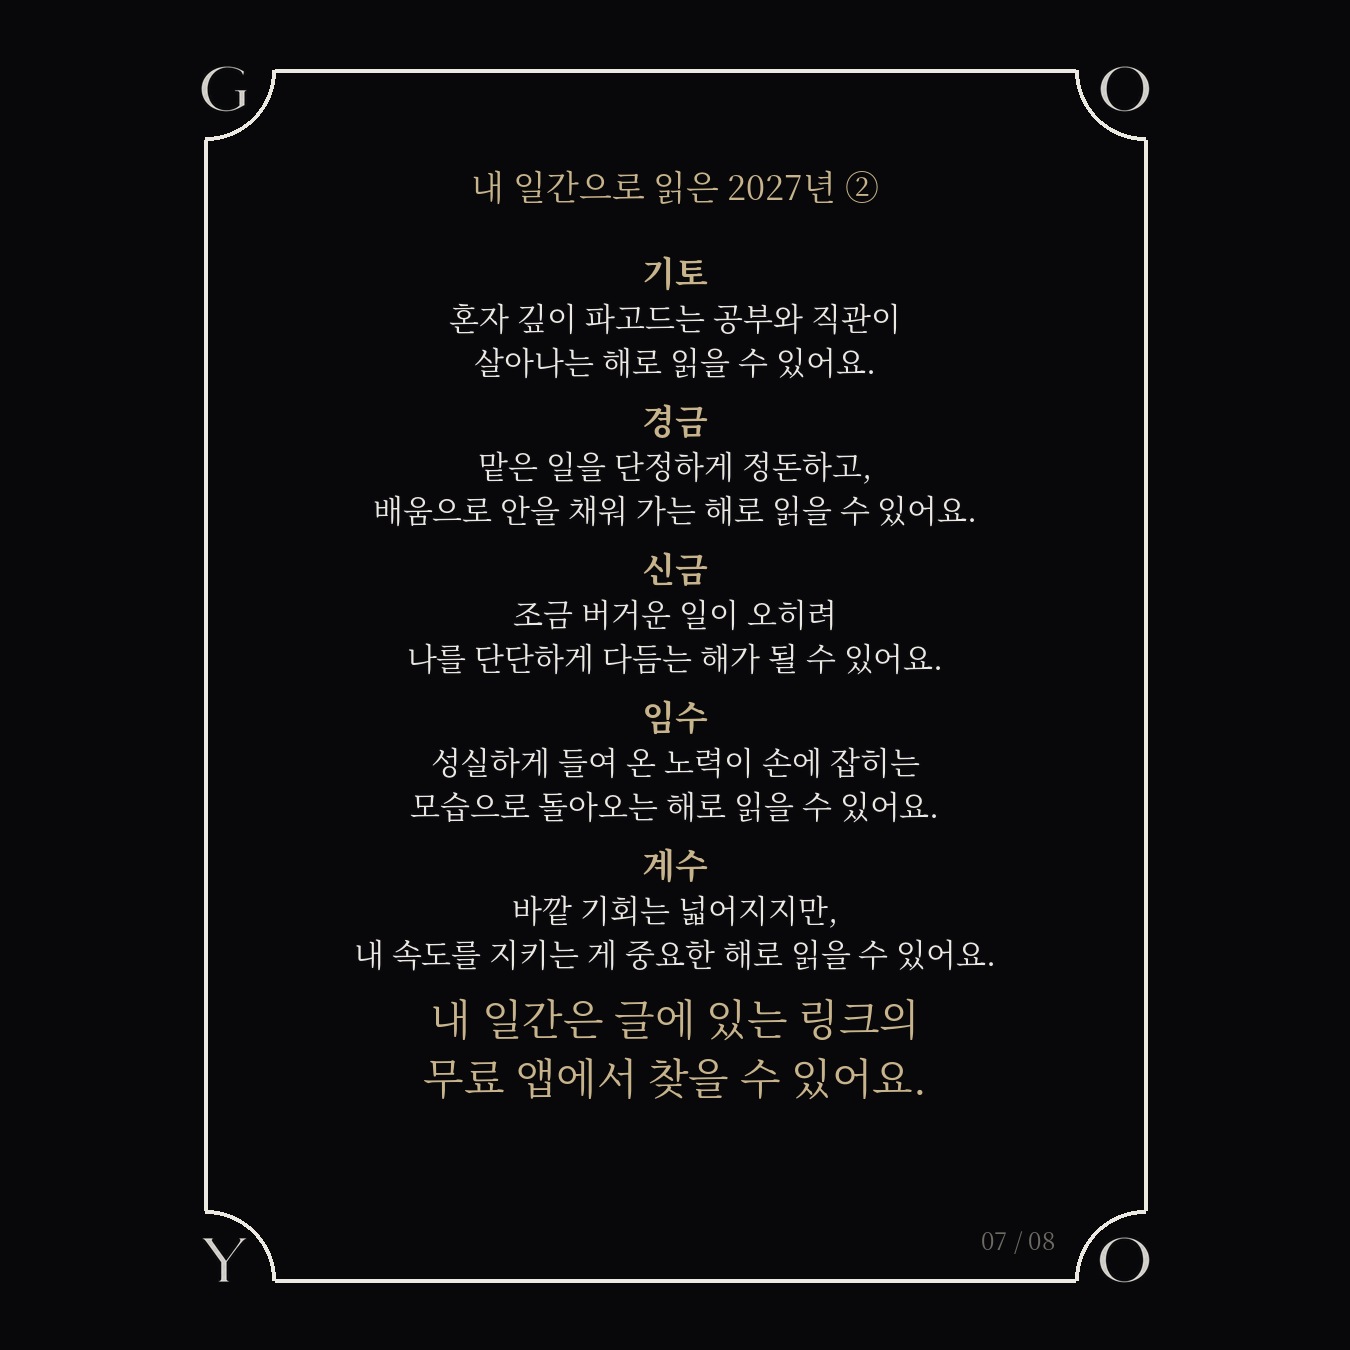 G O
내 일간으로 읽은 2027년 ②
기토
혼자 깊이 파고드는 공부와 직관이
살아나는 해로 읽을 수 있어요.
경금
맡은 일을 단정하게 정돈하고,
배움으로 안을 채워 가는 해로 읽을 수 있어요.
신금
조금 버거운 일이 오히려
나를 단단하게 다듬는 해가 될 수 있어요.
임수
성실하게 들여 온 노력이 손에 잡히는
모습으로 돌아오는 해로 읽을 수 있어요.
계수
바깥 기회는 넓어지지만,
내 속도를 지키는 게 중요한 해로 읽을 수 있어요.
내 일간은 글에 있는 링크의
무료 앱에서 찾을 수 있어요.
07 / 08
Y O